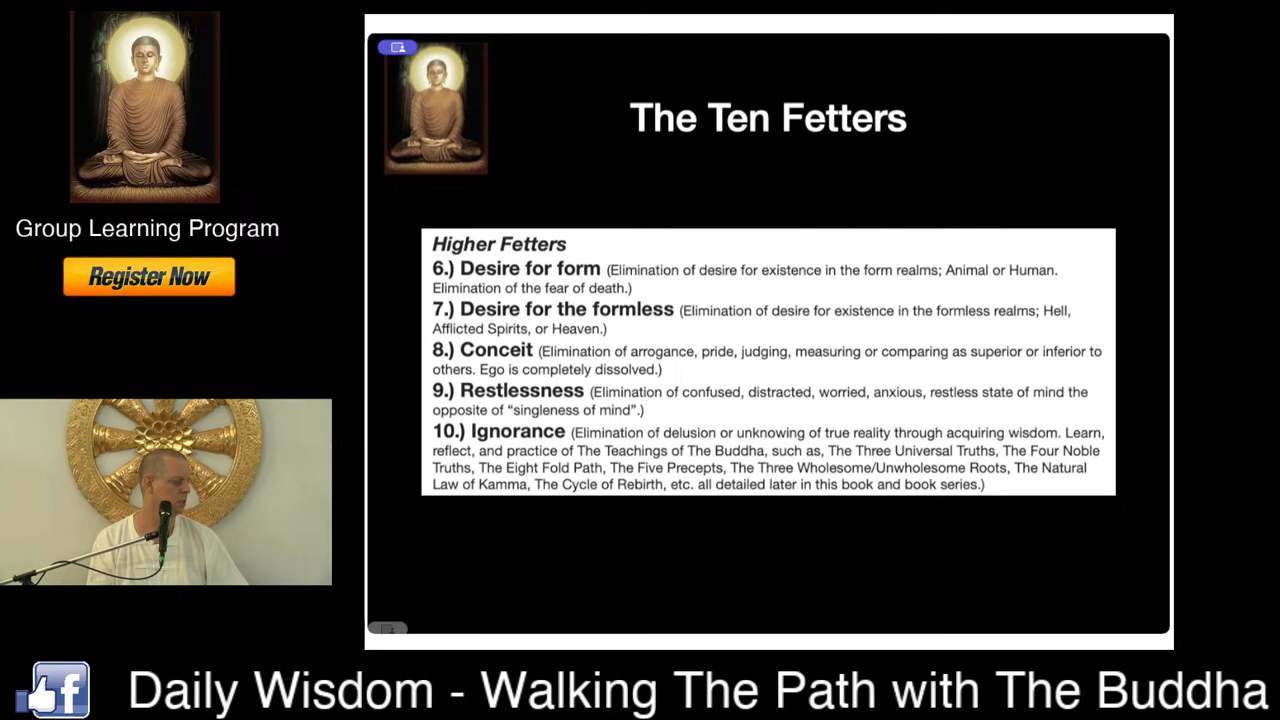 Group Learning Program
Register Now
The Ten Fetters
Higher Fetters
6.) Desire for form (Elimination of desire for existence in the form realms; Animal or Human.
Elimination of the fear of death.)
7.) Desire for the formless (Elimination of desire for existence in the formless realms; Hell,
Afflicted Spirits, or Heaven.)
8.) Conceit (Elimination of arrogance, pride, judging, measuring or comparing as superior or inferior to
others. Ego is completely dissolved.)
9.) Restlessness (Elimination of confused, distracted, worried, anxious, restless state of mind the
opposite of “singleness of mind”.)
10.) Ignorance (Elimination of delusion or unknowing of true reality through acquiring wisdom. Learn,
reflect, and practice of The Teachings of The Buddha, such as, The Three Universal Truths, The Four Noble
Truths, The Eight Fold Path, The Five Precepts, The Three Wholesome/Unwholesome Roots, The Natural
Law of Kamma, The Cycle of Rebirth, etc. all detailed later in this book and book series.)
f Daily Wisdom - Walking The Path with The Buddha